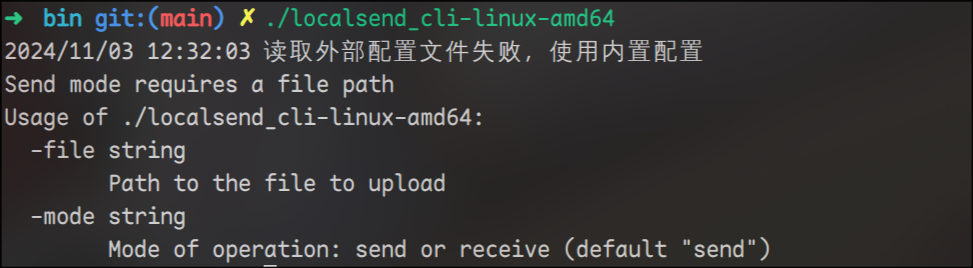 ➜ bin git:(main) ✗ ./localsend_cli-linux-amd64
2024/11/03 12:32:03 读取外部配置文件失败，使用内置配置
Send mode requires a file path
Usage of ./localsend_cli-linux-amd64:
  -file string
        Path to the file to upload
  -mode string
        Mode of operation: send or receive (default "send")